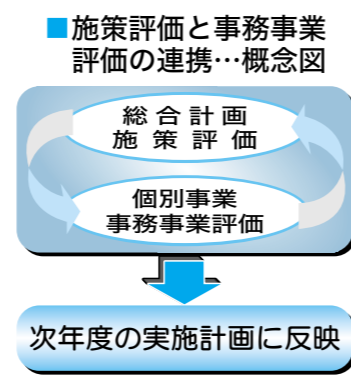 ■施策評価と事務事業
評価の連携…概念図
総合計画
施策評価
個別事業
事務事業評価
次年度の実施計画に反映